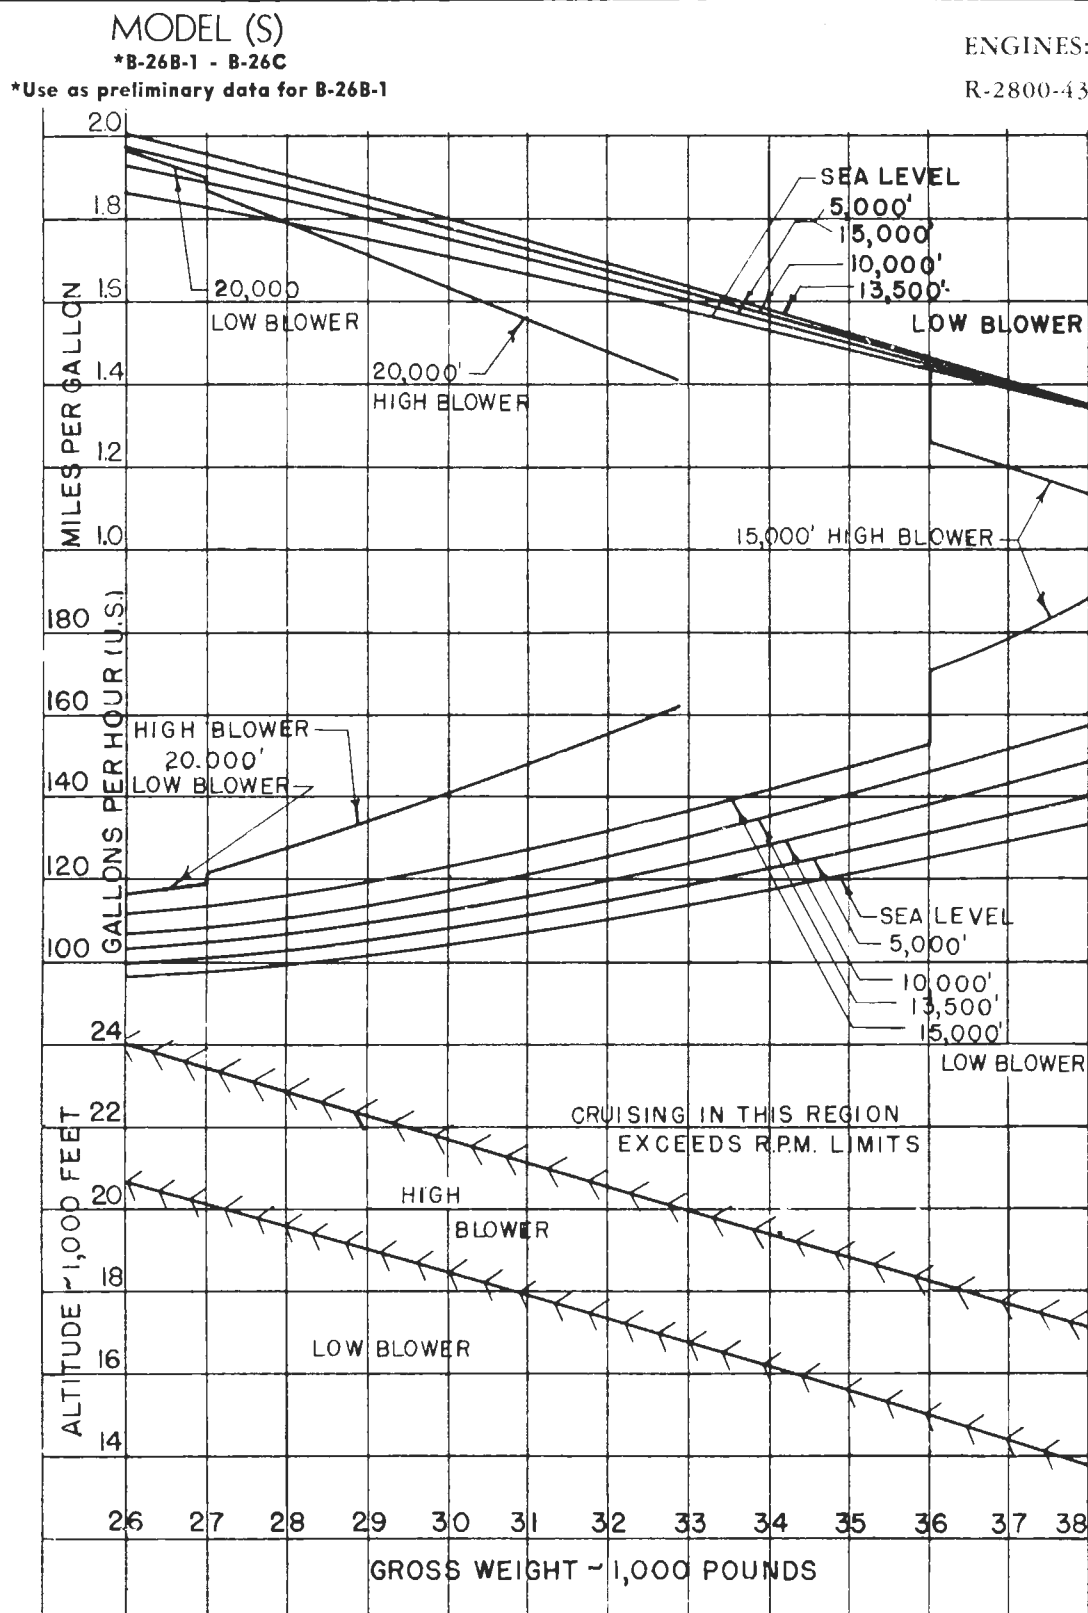 MODEL (S)
*B-26B-1 - B-26C
*Use as preliminary data for B-26B-1
ENGINES:
R-2800-43
MILES PER GALLON
2.0
1.8
1.6
1.4
1.2
1.0
SEA LEVEL
5,000'
15,000'
10,000'
13,500'
LOW BLOWER
20,000
LOW BLOWER
20,000'
HIGH BLOWER
15,000' HIGH BLOWER
GALLONS PER HOUR (U.S.)
180
160
140
120
100
HIGH BLOWER
20.000'
LOW BLOWER
SEA LEVEL
5,000'
10,000'
13,500'
15,000'
LOW BLOWER
ALTITUDE ~ 1,000 FEET
24
22
20
18
16
14
CRUISING IN THIS REGION
EXCEEDS R.P.M. LIMITS
HIGH
BLOWER
LOW BLOWER
26 27 28 29 30 31 32 33 34 35 36 37 38
GROSS WEIGHT ~ 1,000 POUNDS